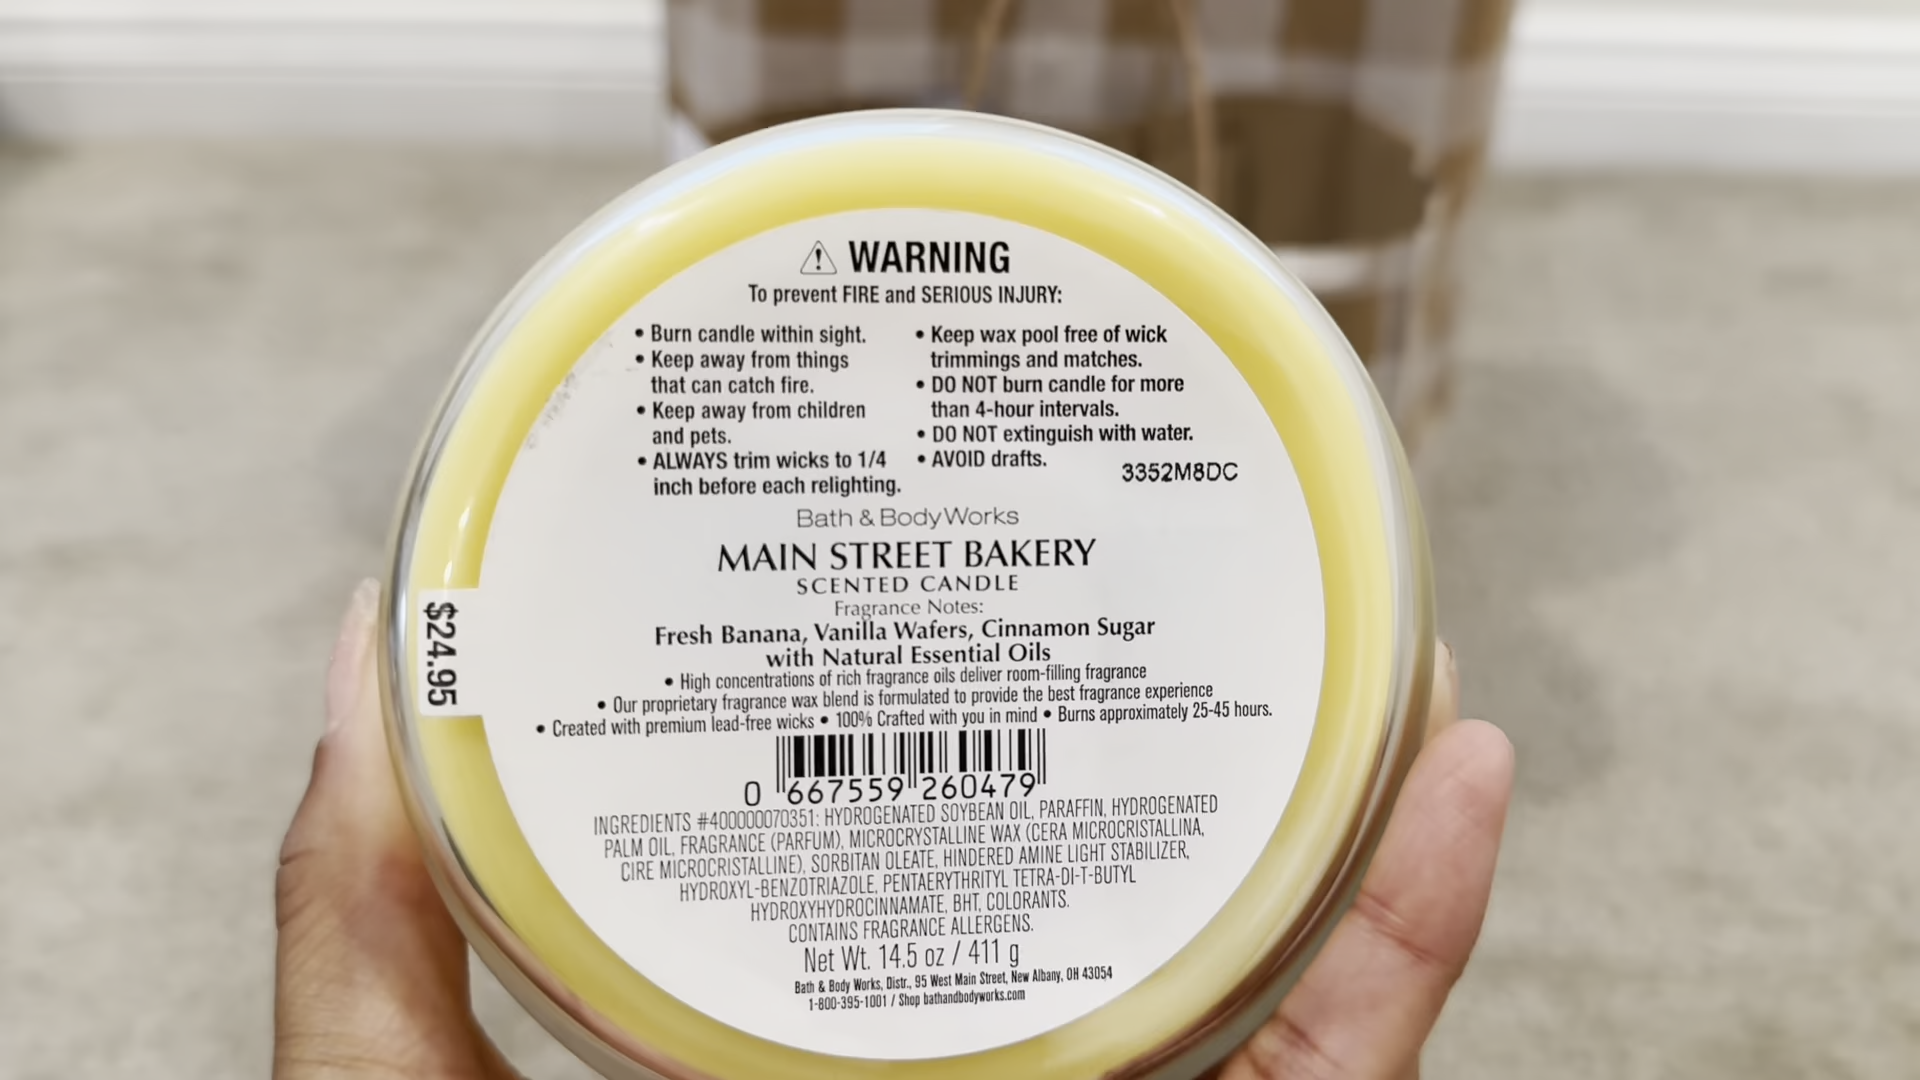 WARNING
To prevent FIRE and SERIOUS INJURY:
• Burn candle within sight.
• Keep away from things
that can catch fire.
• Keep away from children
and pets.
• ALWAYS trim wicks to 1/4
inch before each relighting.
• Keep wax pool free of wick
trimmings and matches.
• DO NOT burn candle for more
than 4-hour intervals.
• DO NOT extinguish with water.
• AVOID drafts.
3352M8DC
Bath & Body Works
MAIN STREET BAKERY
SCENTED CANDLE
Fragrance Notes:
Fresh Banana, Vanilla Wafers, Cinnamon Sugar
with Natural Essential Oils
• High concentrations of rich fragrance oils deliver room-filling fragrance
• Our proprietary fragrance wax blend is formulated to provide the best fragrance experience
• Created with premium lead-free wicks • 100% Crafted with you in mind • Burns approximately 25-45 hours.
$24.95
0 667559 260479
INGREDIENTS #400000070351: HYDROGENATED SOYBEAN OIL, PARAFFIN, HYDROGENATED
PALM OIL, FRAGRANCE (PARFUM), MICROCRYSTALLINE WAX (CERA MICROCRISTALLINA,
CIRE MICROCRISTALLINE), SORBITAN OLEATE, HINDERED AMINE LIGHT STABILIZER,
HYDROXYL-BENZOTRIAZOLE, PENTAERYTHRITYL TETRA-DI-T-BUTYL
HYDROXYHYDROCINNAMATE, BHT, COLORANTS.
CONTAINS FRAGRANCE ALLERGENS.
Net Wt. 14.5 oz / 411 g
Bath & Body Works, Distr., 95 West Main Street, New Albany, OH 43054
1-800-395-1001 / Shop bathandbodyworks.com